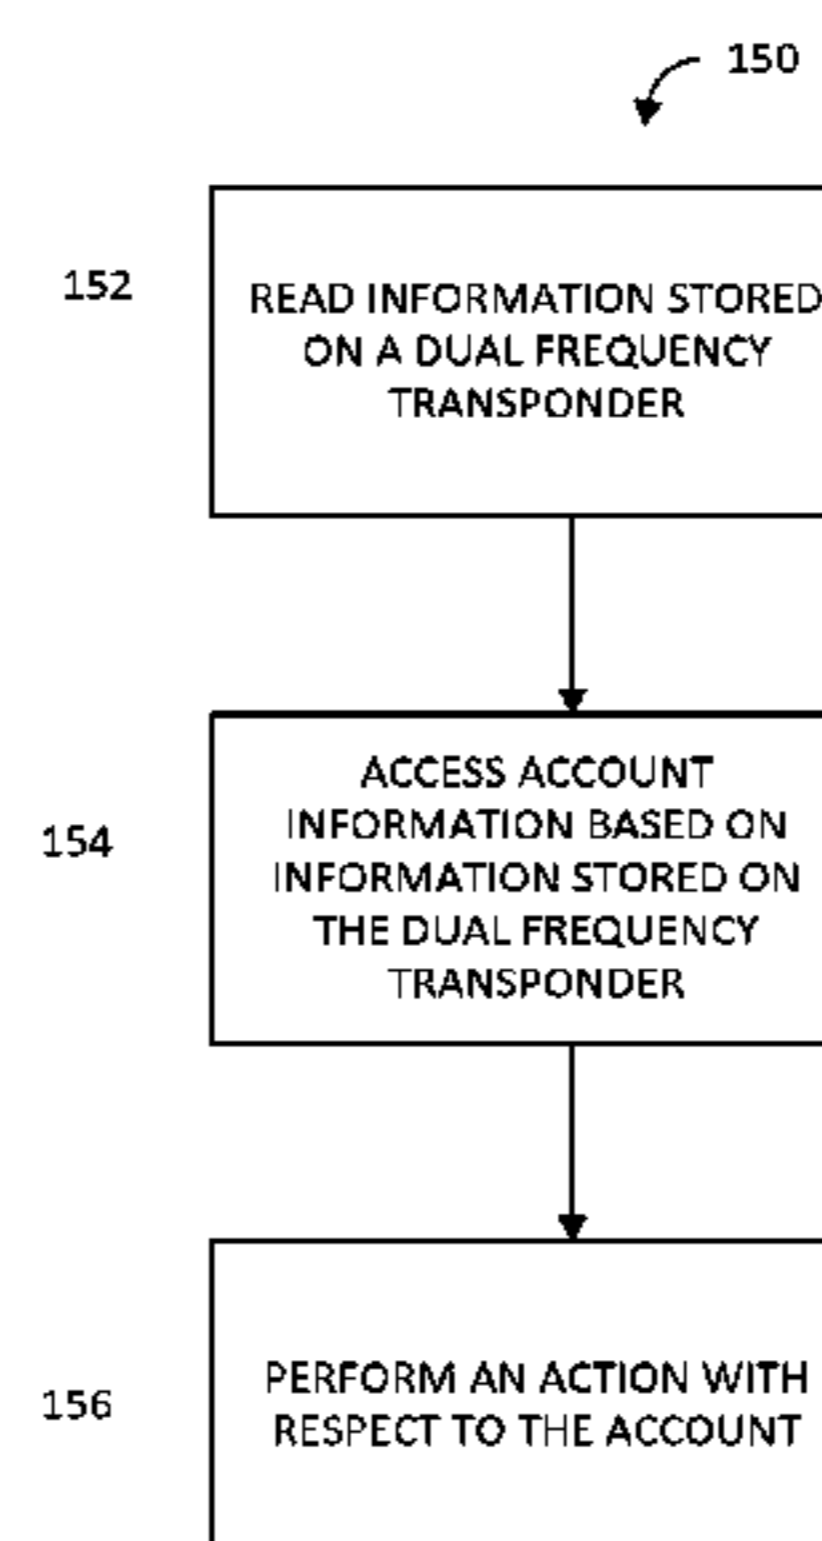 150
152
READ INFORMATION STORED
ON A DUAL FREQUENCY
TRANSPONDER
154
ACCESS ACCOUNT
INFORMATION BASED ON
INFORMATION STORED ON
THE DUAL FREQUENCY
TRANSPONDER
156
PERFORM AN ACTION WITH
RESPECT TO THE ACCOUNT